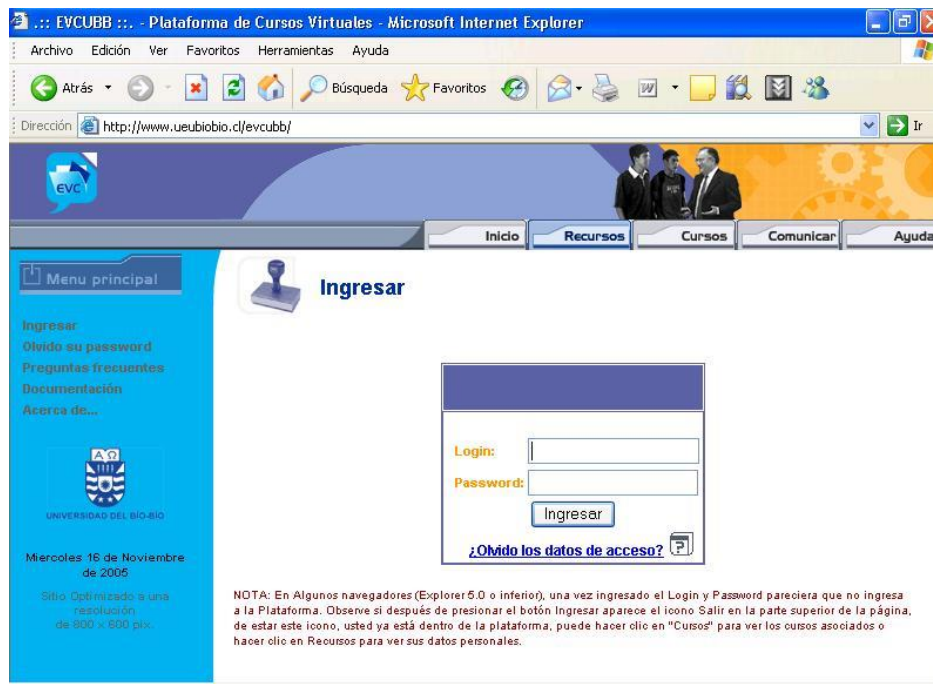 .:: EVCUBB ::. - Plataforma de Cursos Virtuales - Microsoft Internet Explorer
Archivo Edición Ver Favoritos Herramientas Ayuda
Atrás Búsqueda Favoritos
Dirección http://www.ueubiobio.cl/evcubb/ Ir
EVC
Inicio Recursos Cursos Comunicar Ayuda
Menu principal
Ingresar
Ingresar
Olvido su password
Preguntas frecuentes
Documentación
Acerca de...
UNIVERSIDAD DEL BÍO-BÍO
Miercoles 16 de Noviembre
de 2005
Sitio Optimizado a una
resolución
de 800 x 600 pix.
Login:
Password:
Ingresar
¿Olvido los datos de acceso? ?
NOTA: En Algunos navegadores (Explorer 5.0 o inferior), una vez ingresado el Login y Password pareciera que no ingresa
a la Plataforma. Observe si después de presionar el botón Ingresar aparece el icono Salir en la parte superior de la página,
de estar este icono, usted ya está dentro de la plataforma, puede hacer clic en "Cursos" para ver los cursos asociados o
hacer clic en Recursos para ver sus datos personales.